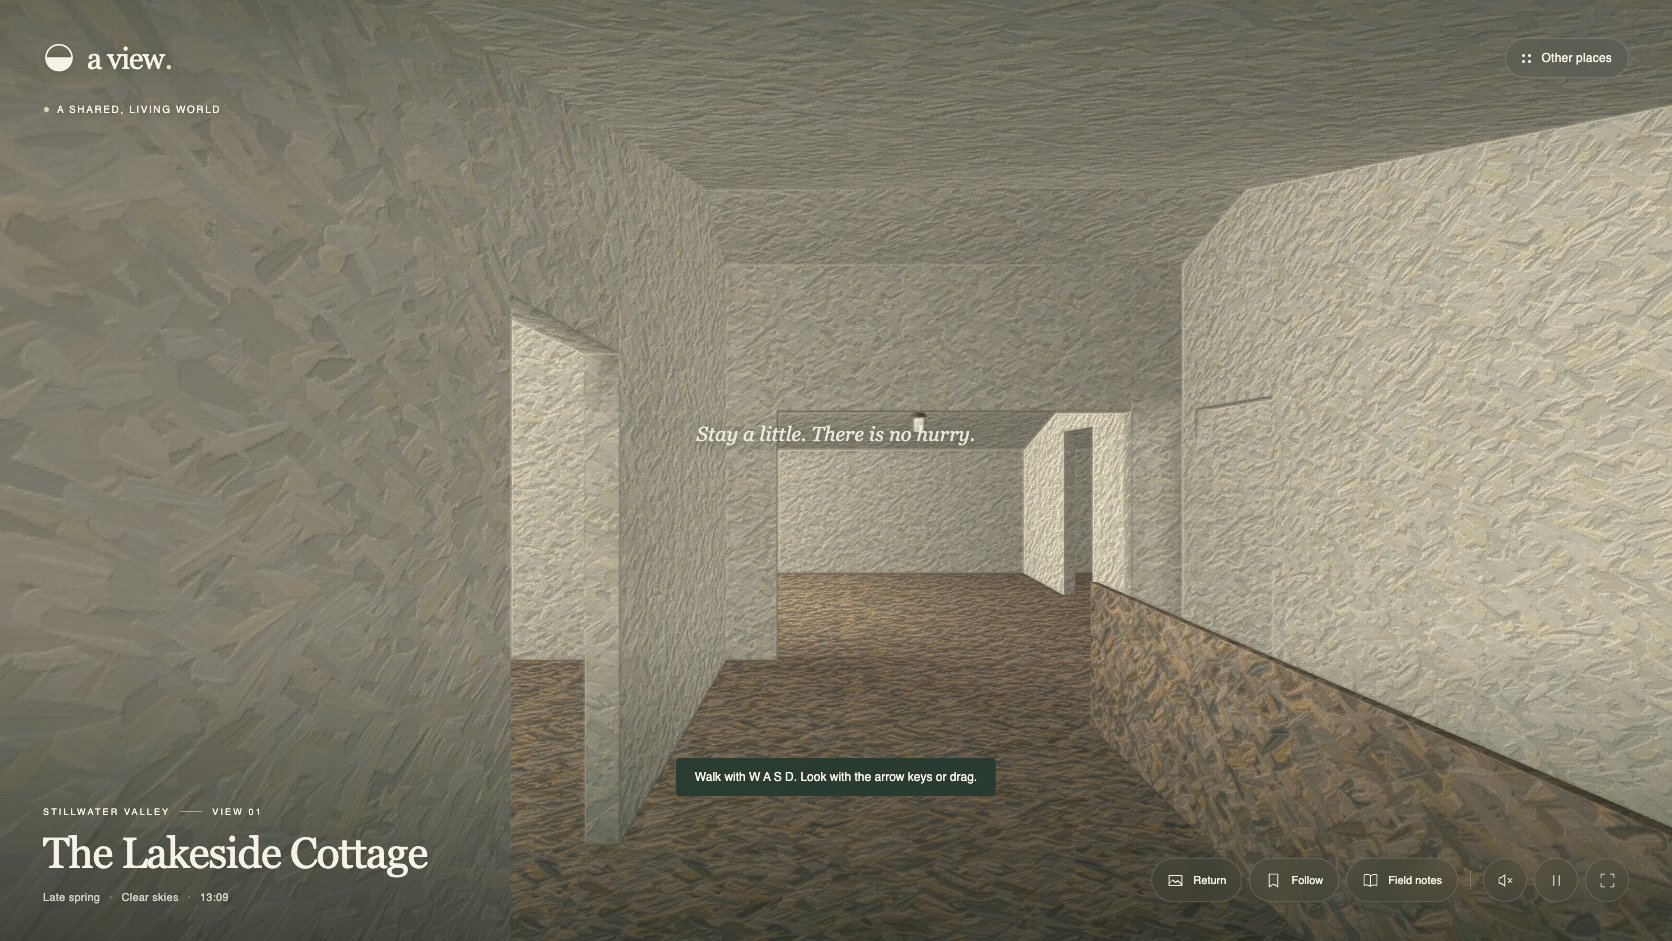 a view.
Other places
A SHARED, LIVING WORLD
Stay a little. There is no hurry.
Walk with W A S D. Look with the arrow keys or drag.
STILLWATER VALLEY — VIEW 01
The Lakeside Cottage
Late spring · Clear skies · 13:09
Return
Follow
Field notes